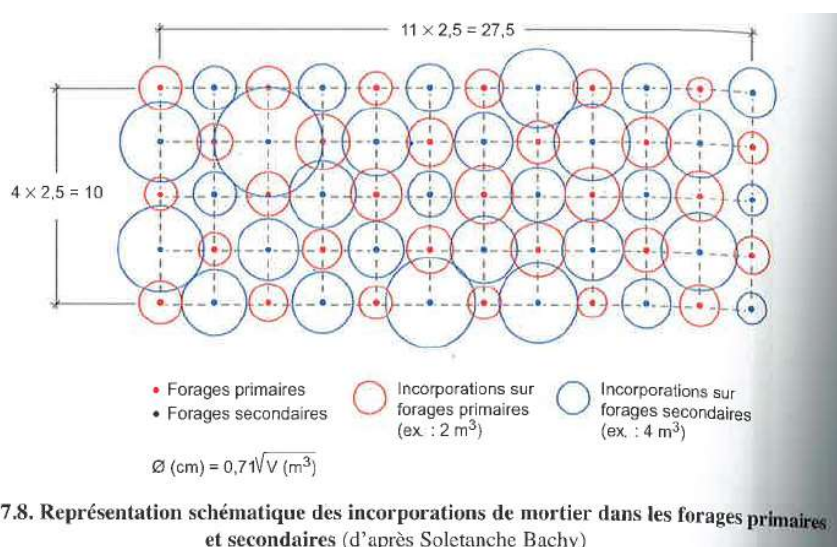 11 × 2,5 = 27,5
4 × 2,5 = 10
• Forages primaires
• Forages secondaires
Incorporations sur
forages primaires
(ex. : 2 m³)
Incorporations sur
forages secondaires
(ex. : 4 m³)
Ø (cm) = 0,71√V (m³)
7.8. Représentation schématique des incorporations de mortier dans les forages primaires
et secondaires (d'après Soletanche Bachy)